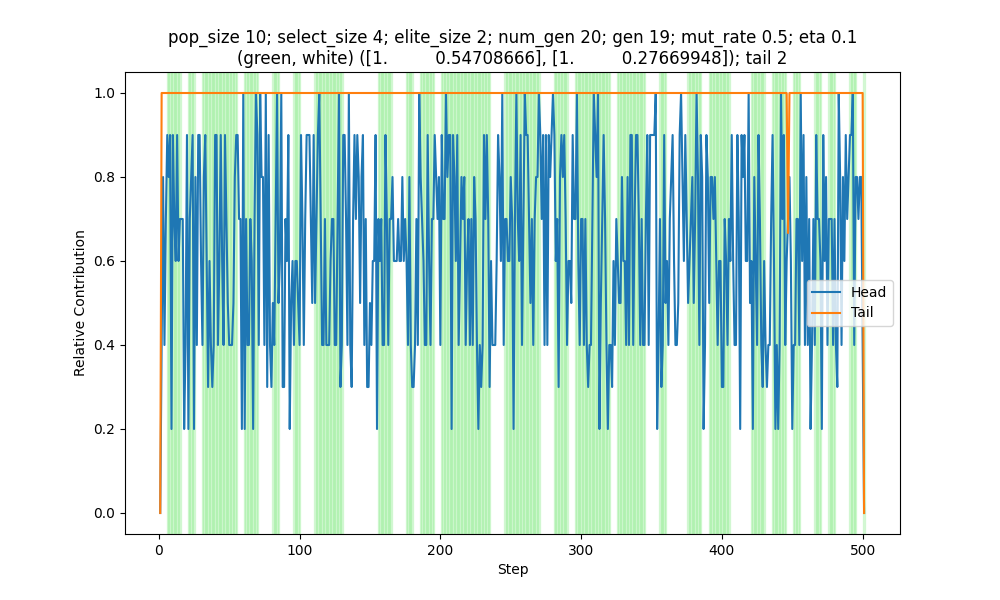 pop_size 10; select_size 4; elite_size 2; num_gen 20; gen 19; mut_rate 0.5; eta 0.1
(green, white) ([1. 0.54708666], [1. 0.27669948]); tail 2
1.0
0.8
0.6
0.4
0.2
0.0
Relative Contribution
Head
Tail
0 100 200 300 400 500
Step